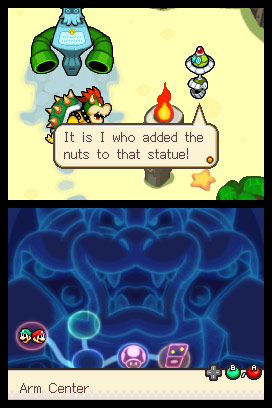 It is I who added the
nuts to that statue!
B , A
Arm Center